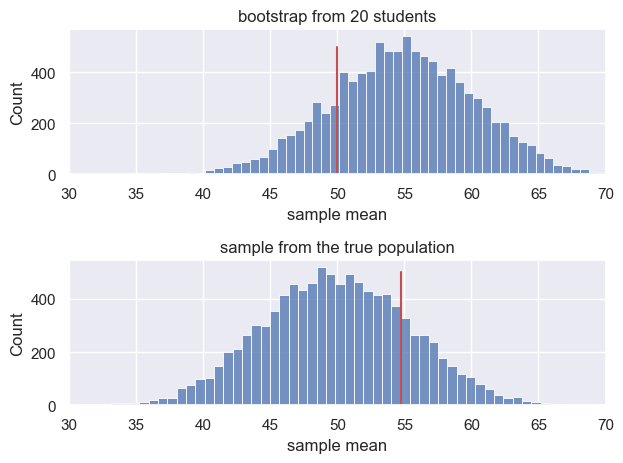 bootstrap from 20 students
Count
400
200
0
30 35 40 45 50 55 60 65 70
sample mean
sample from the true population
Count
400
200
0
30 35 40 45 50 55 60 65 70
sample mean